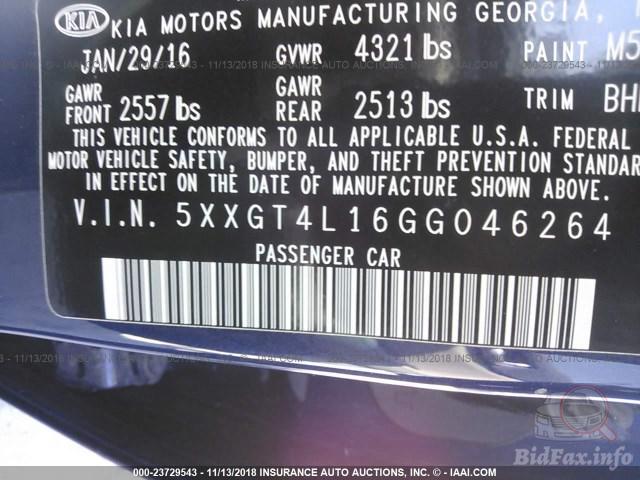 KIA KIA MOTORS MANUFACTURING GEORGIA,
JAN/29/16 GVWR 4321 lbs PAINT M5
GAWR FRONT 2557 lbs GAWR REAR 2513 lbs TRIM
THIS VEHICLE CONFORMS TO ALL APPLICABLE U.S.A. FEDERAL
MOTOR VEHICLE SAFETY, BUMPER, AND THEFT PREVENTION STANDAR
IN EFFECT ON THE DATE OF MANUFACTURE SHOWN ABOVE.
V.I.N. 5XXGT4L16GG046264
PASSENGER CAR
BidFax.info
000-23729543 - 11/13/2018 INSURANCE AUTO AUCTIONS, INC. - IAAI.COM